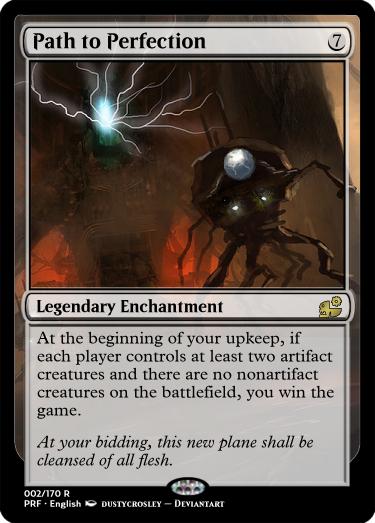 Path to Perfection 7
Legendary Enchantment
At the beginning of your upkeep, if
each player controls at least two artifact
creatures and there are no nonartifact
creatures on the battlefield, you win the
game.
At your bidding, this new plane shall be
cleansed of all flesh.
002/170 R
PRF • English DUSTYCROSLEY — DEVIANTART